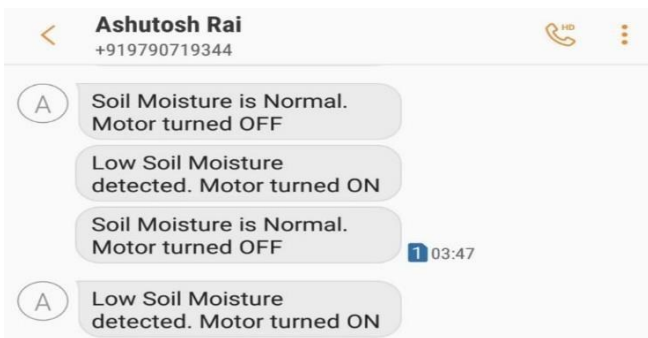 Ashutosh Rai
HD
+919790719344
A
Soil Moisture is Normal.
Motor turned OFF
Low Soil Moisture
detected. Motor turned ON
Soil Moisture is Normal.
Motor turned OFF
1 03:47
A
Low Soil Moisture
detected. Motor turned ON